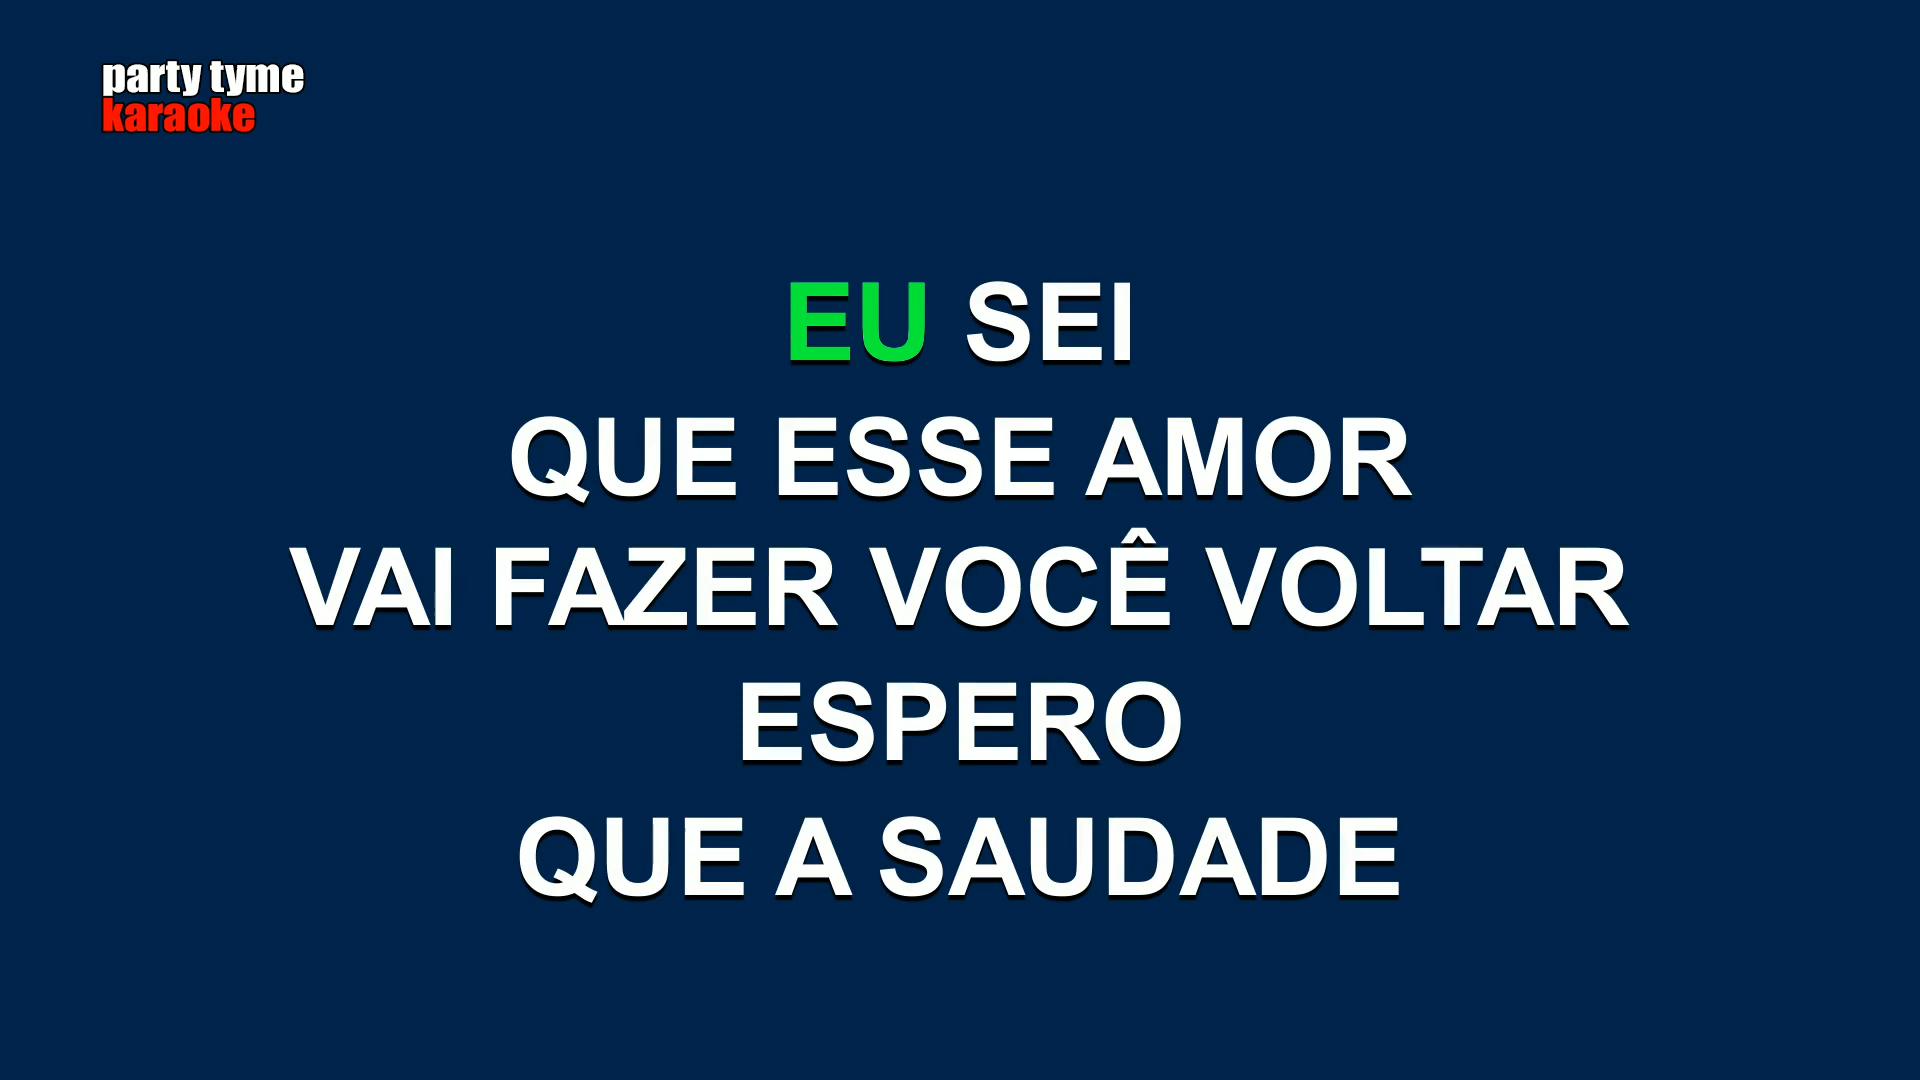 party tyme
karaoke
EU SEI
QUE ESSE AMOR
VAI FAZER VOCÊ VOLTAR
ESPERO
QUE A SAUDADE